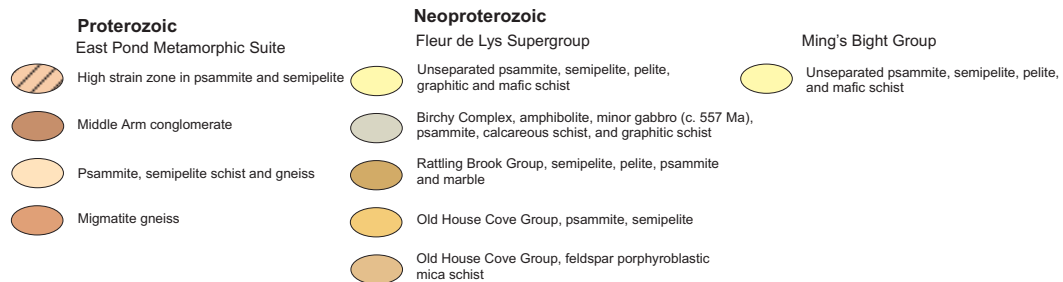 Proterozoic
East Pond Metamorphic Suite
High strain zone in psammite and semipelite
Middle Arm conglomerate
Psammite, semipelite schist and gneiss
Migmatite gneiss
Neoproterozoic
Fleur de Lys Supergroup
Unseparated psammite, semipelite, pelite,
graphitic and mafic schist
Birchy Complex, amphibolite, minor gabbro (c. 557 Ma),
psammite, calcareous schist, and graphitic schist
Rattling Brook Group, semipelite, pelite, psammite
and marble
Old House Cove Group, psammite, semipelite
Old House Cove Group, feldspar porphyroblastic
mica schist
Ming's Bight Group
Unseparated psammite, semipelite, pelite,
and mafic schist